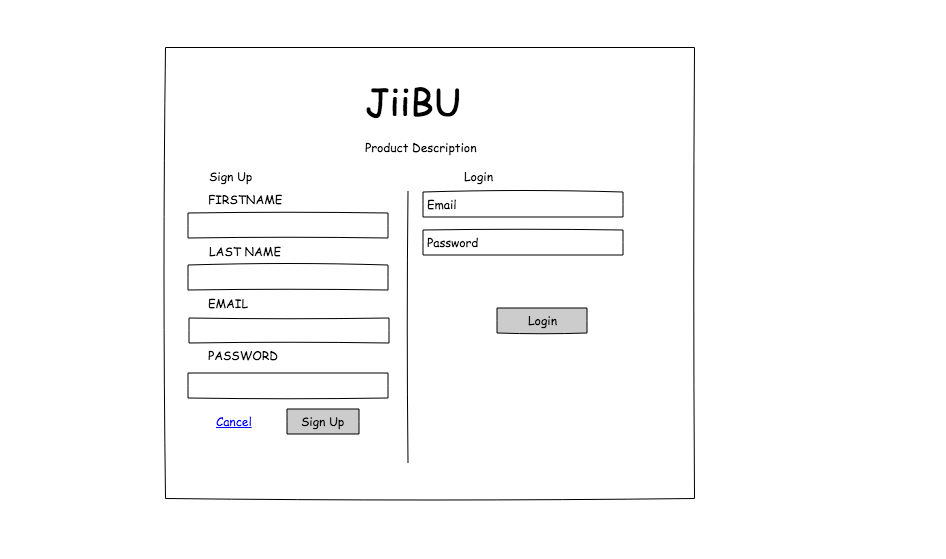 JiiBU
Product Description
Sign Up
FIRSTNAME
LAST NAME
EMAIL
PASSWORD
Cancel
Sign Up
Login
Email
Password
Login